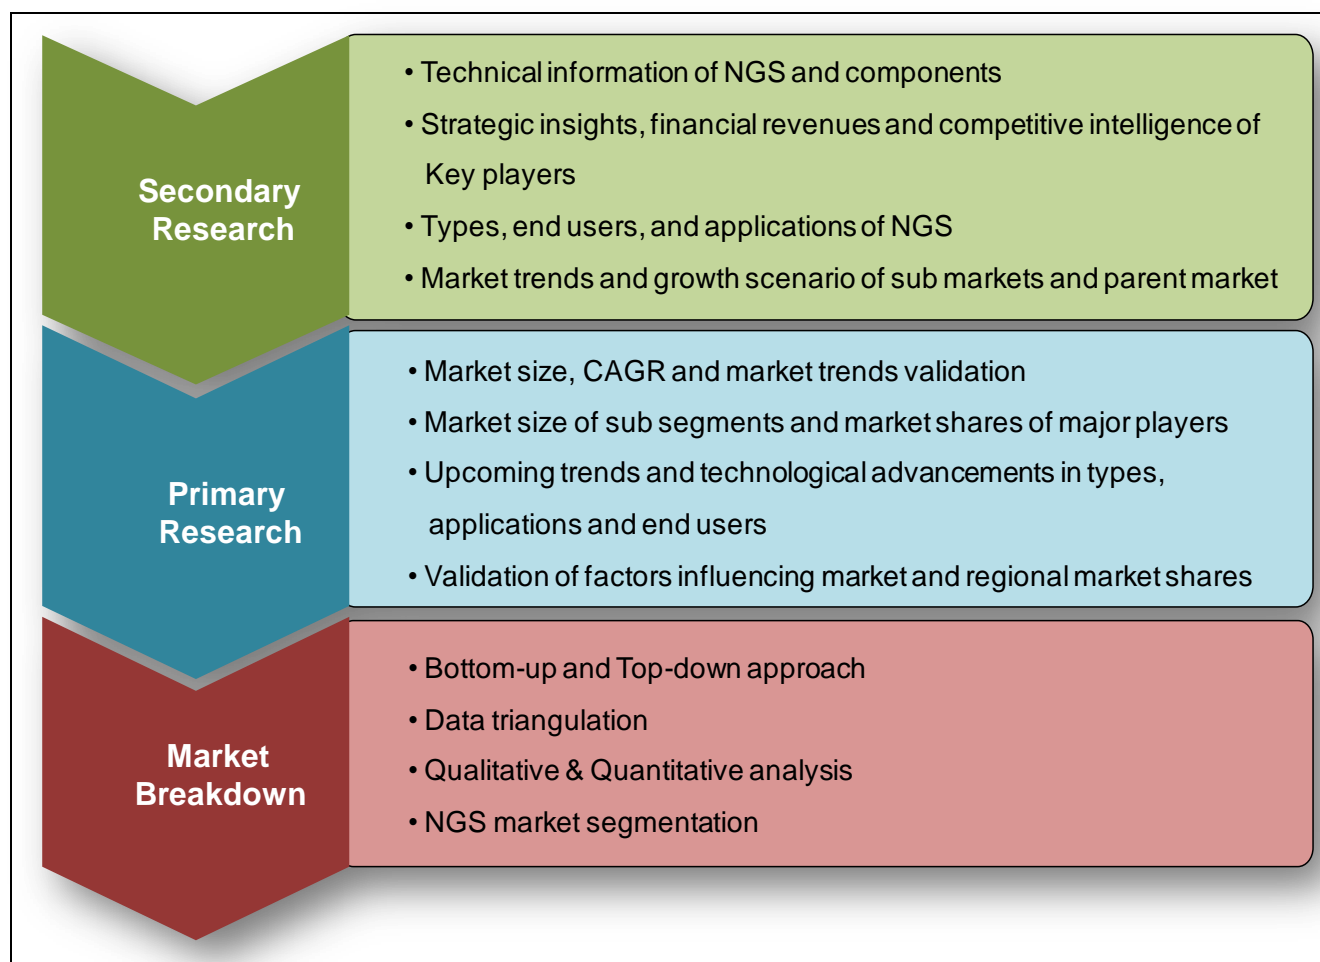 Secondary
Research
• Technical information of NGS and components
• Strategic insights, financial revenues and competitive intelligence of
Key players
• Types, end users, and applications of NGS
• Market trends and growth scenario of sub markets and parent market
Primary
Research
• Market size, CAGR and market trends validation
• Market size of sub segments and market shares of major players
• Upcoming trends and technological advancements in types,
applications and end users
• Validation of factors influencing market and regional market shares
Market
Breakdown
• Bottom-up and Top-down approach
• Data triangulation
• Qualitative & Quantitative analysis
• NGS market segmentation